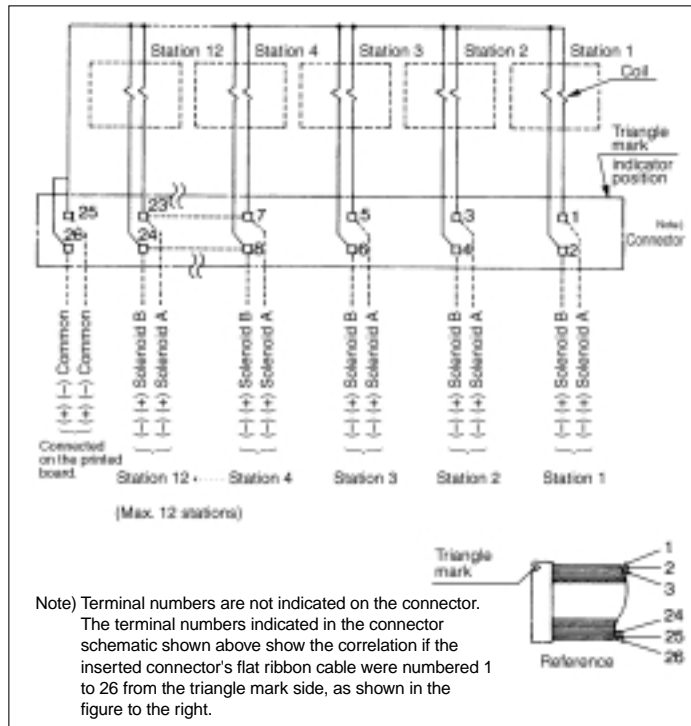 Station 12 Station 4 Station 3 Station 2 Station 1
Coil
Triangle
mark
indicator
position
25 23 7 5 3 1
26 24 8 6 4 2
Note)
Connector
(+) (−) Common
(+) (−) Common
(−) (+) Solenoid B
(−) (+) Solenoid A
(−) (+) Solenoid B
(−) (+) Solenoid A
(−) (+) Solenoid B
(−) (+) Solenoid A
(−) (+) Solenoid B
(−) (+) Solenoid A
(−) (+) Solenoid B
(−) (+) Solenoid A
Connected
on the printed
board.
Station 12 Station 4 Station 3 Station 2 Station 1
(Max. 12 stations)
Triangle
mark
1
2
3
24
25
26
Reference
Note) Terminal numbers are not indicated on the connector.
The terminal numbers indicated in the connector
schematic shown above show the correlation if the
inserted connector's flat ribbon cable were numbered 1
to 26 from the triangle mark side, as shown in the
figure to the right.